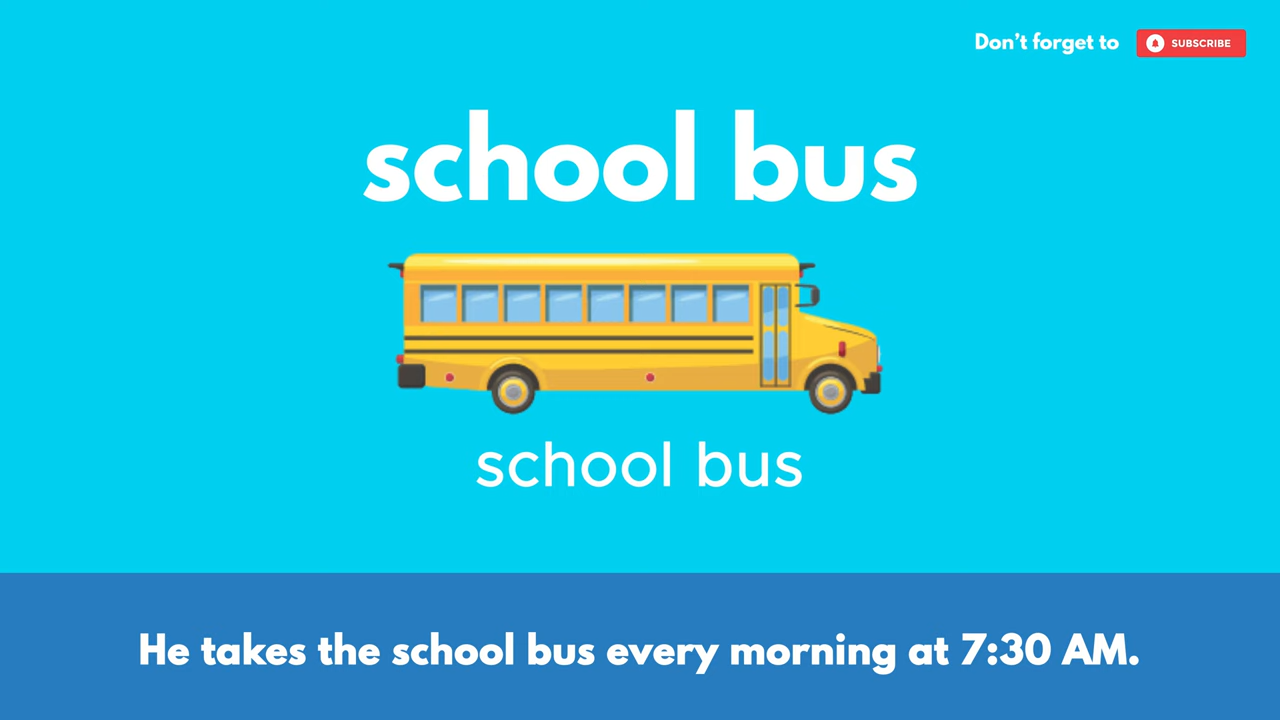 Don't forget to SUBSCRIBE
school bus
school bus
He takes the school bus every morning at 7:30 AM.